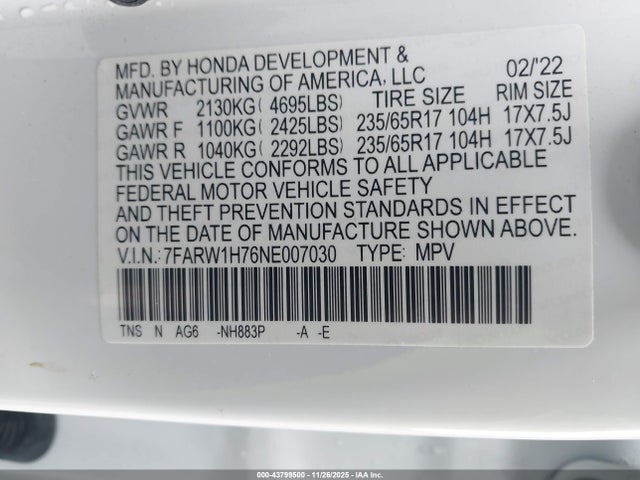 MFD. BY HONDA DEVELOPMENT &
MANUFACTURING OF AMERICA, LLC 02/'22
GVWR 2130KG( 4695LBS) TIRE SIZE RIM SIZE
GAWR F 1100KG( 2425LBS) 235/65R17 104H 17X7.5J
GAWR R 1040KG( 2292LBS) 235/65R17 104H 17X7.5J
THIS VEHICLE CONFORMS TO ALL APPLICABLE
FEDERAL MOTOR VEHICLE SAFETY
AND THEFT PREVENTION STANDARDS IN EFFECT
ON THE DATE OF MANUFACTURE SHOWN ABOVE.
V.I.N.: 7FARW1H76NE007030 TYPE: MPV
TNS N AG6 -NH883P -A -E
000-43799500 | 11/26/2025 | IAA Inc.